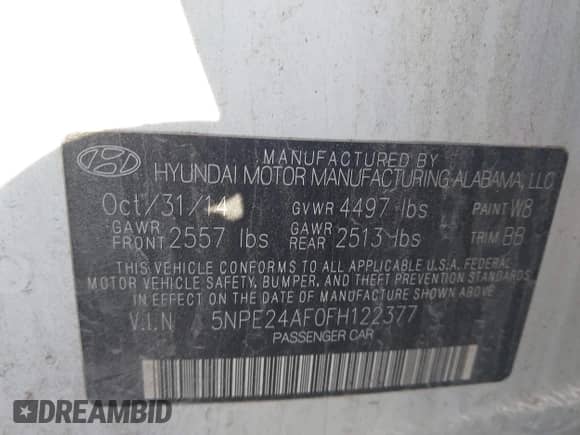 MANUFACTURED BY
HYUNDAI MOTOR MANUFACTURING ALABAMA, LLC
Oct/31/14 GVWR 4497 lbs PAINT W8
GAWR FRONT 2557 lbs GAWR REAR 2513 lbs TRIM BB
THIS VEHICLE CONFORMS TO ALL APPLICABLE U.S.A. FEDERAL
MOTOR VEHICLE SAFETY, BUMPER, AND THEFT PREVENTION
STANDARDS IN EFFECT ON THE DATE OF MANUFACTURE SHOWN ABOVE.
V.I.N 5NPE24AF0FH122377
PASSENGER CAR
DREAMBID